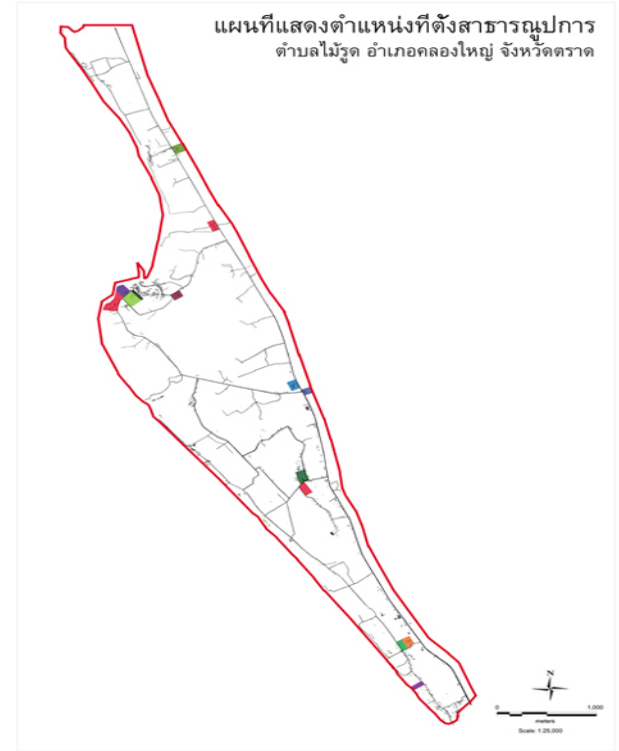 แผนที่แสดงตำแหน่งที่ตั้งสาธารณูปการ
ตำบลไม้รูด อำเภอคลองใหญ่ จังหวัดตราด
N
0 1,000
meters
Scale: 1:25,000